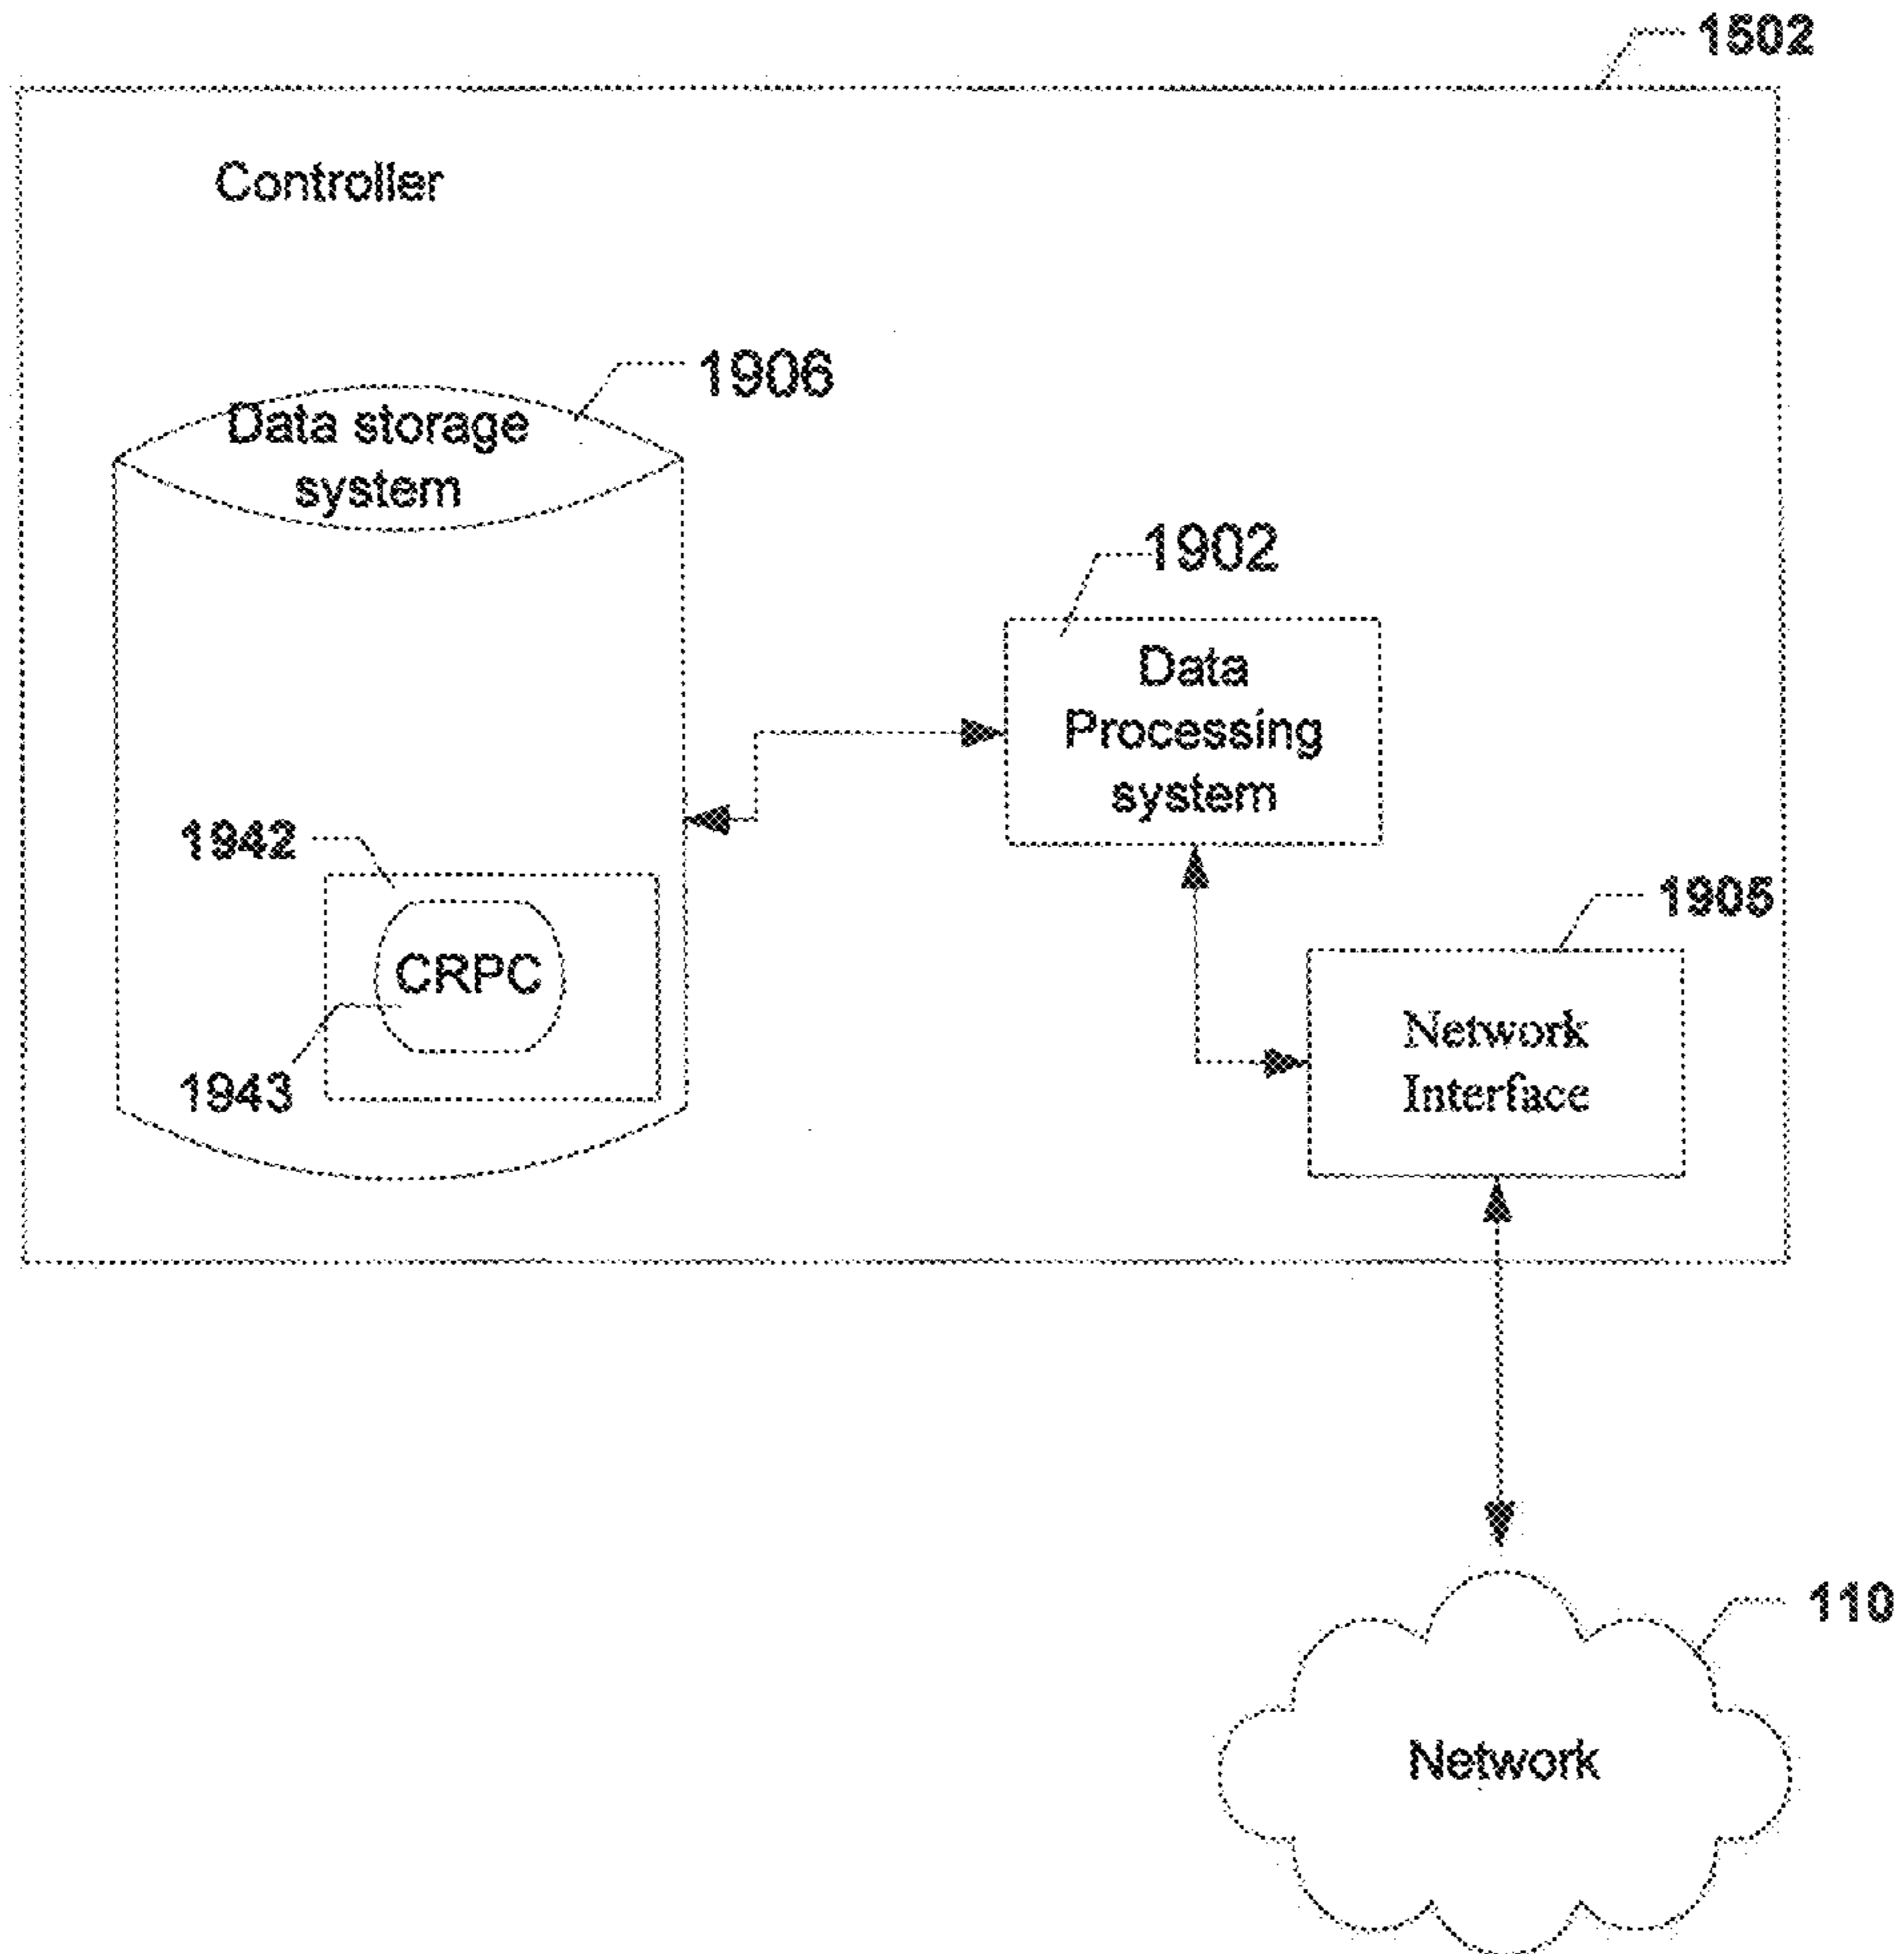 1502
Controller
1906
Data storage
system
1902
Data
Processing
system
1942
1905
CRPC
Network
Interface
1943
110
Network